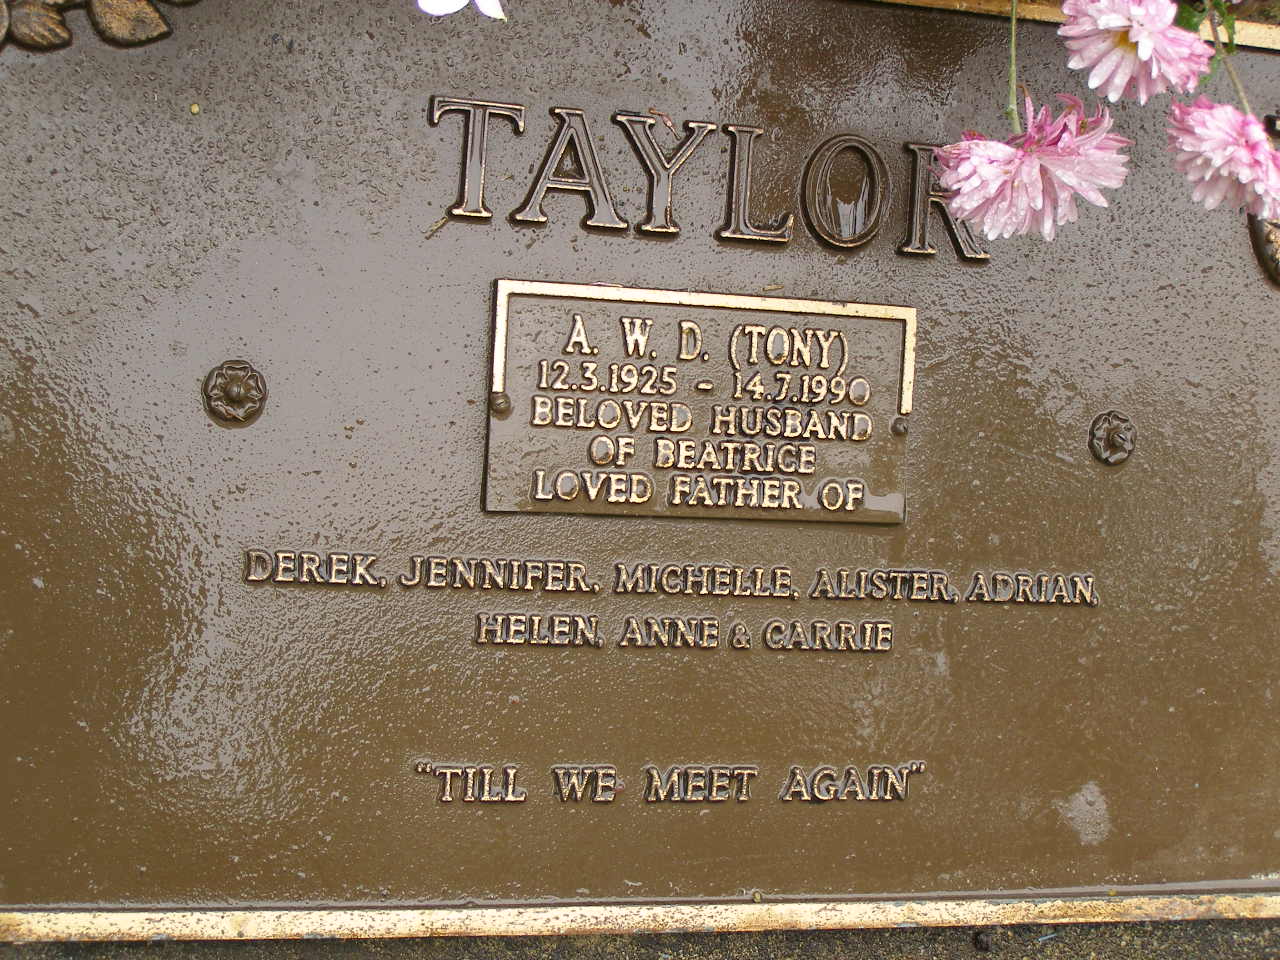 TAYLOR
A. W. D. (TONY)
12.3.1925 - 14.7.1990
BELOVED HUSBAND
OF BEATRICE
LOVED FATHER OF
DEREK, JENNIFER, MICHELLE, ALISTER, ADRIAN,
HELEN, ANNE & CARRIE
"TILL WE MEET AGAIN"